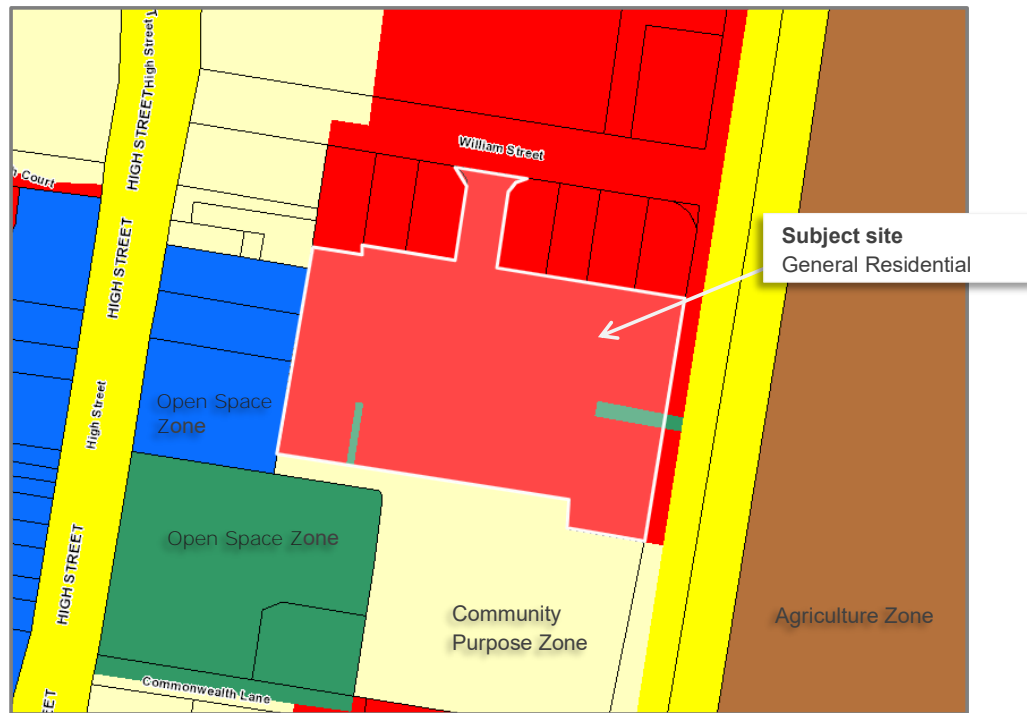 High Street
HIGH STREET
William Street
Court
HIGH STREET
Subject site
General Residential
Open Space
Zone
High Street
Open Space Zone
HIGH STREET
Community
Purpose Zone
Agriculture Zone
Commonwealth Lane